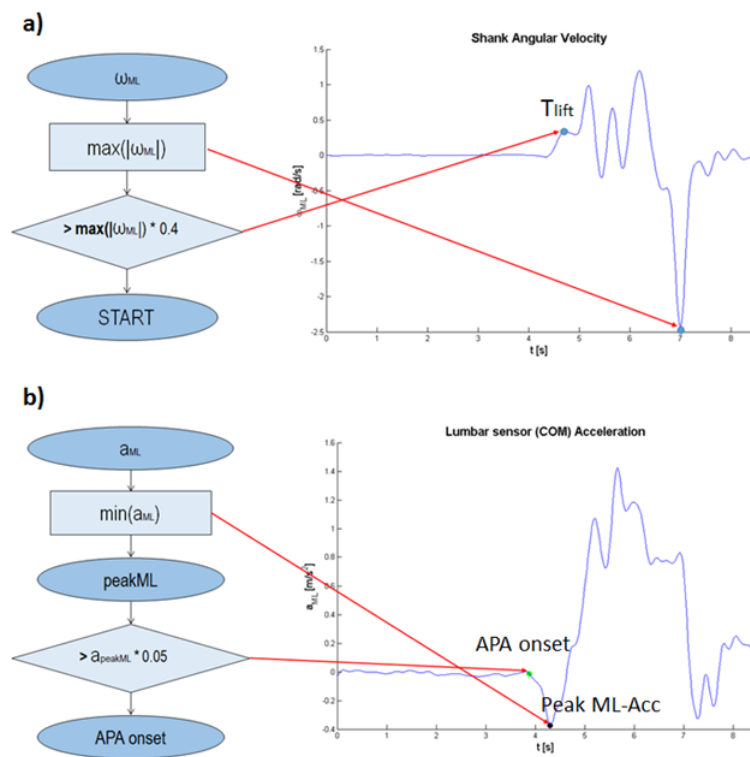 a)
ωML
max(|ωML|)
> max(|ωML|) * 0.4
START
Shank Angular Velocity
Tlift
1.5
1
0.5
0
-0.5
-1
-1.5
-2
-2.5
ωML [rad/s]
0 1 2 3 4 5 6 7 8
t [s]
b)
aML
min(aML)
peakML
> apeakML * 0.05
APA onset
Lumbar sensor (COM) Acceleration
1.6
1.4
1.2
1
0.8
0.6
0.4
0.2
0
-0.2
-0.4
aML [m/s²]
APA onset
Peak ML-Acc
0 1 2 3 4 5 6 7 8
t [s]